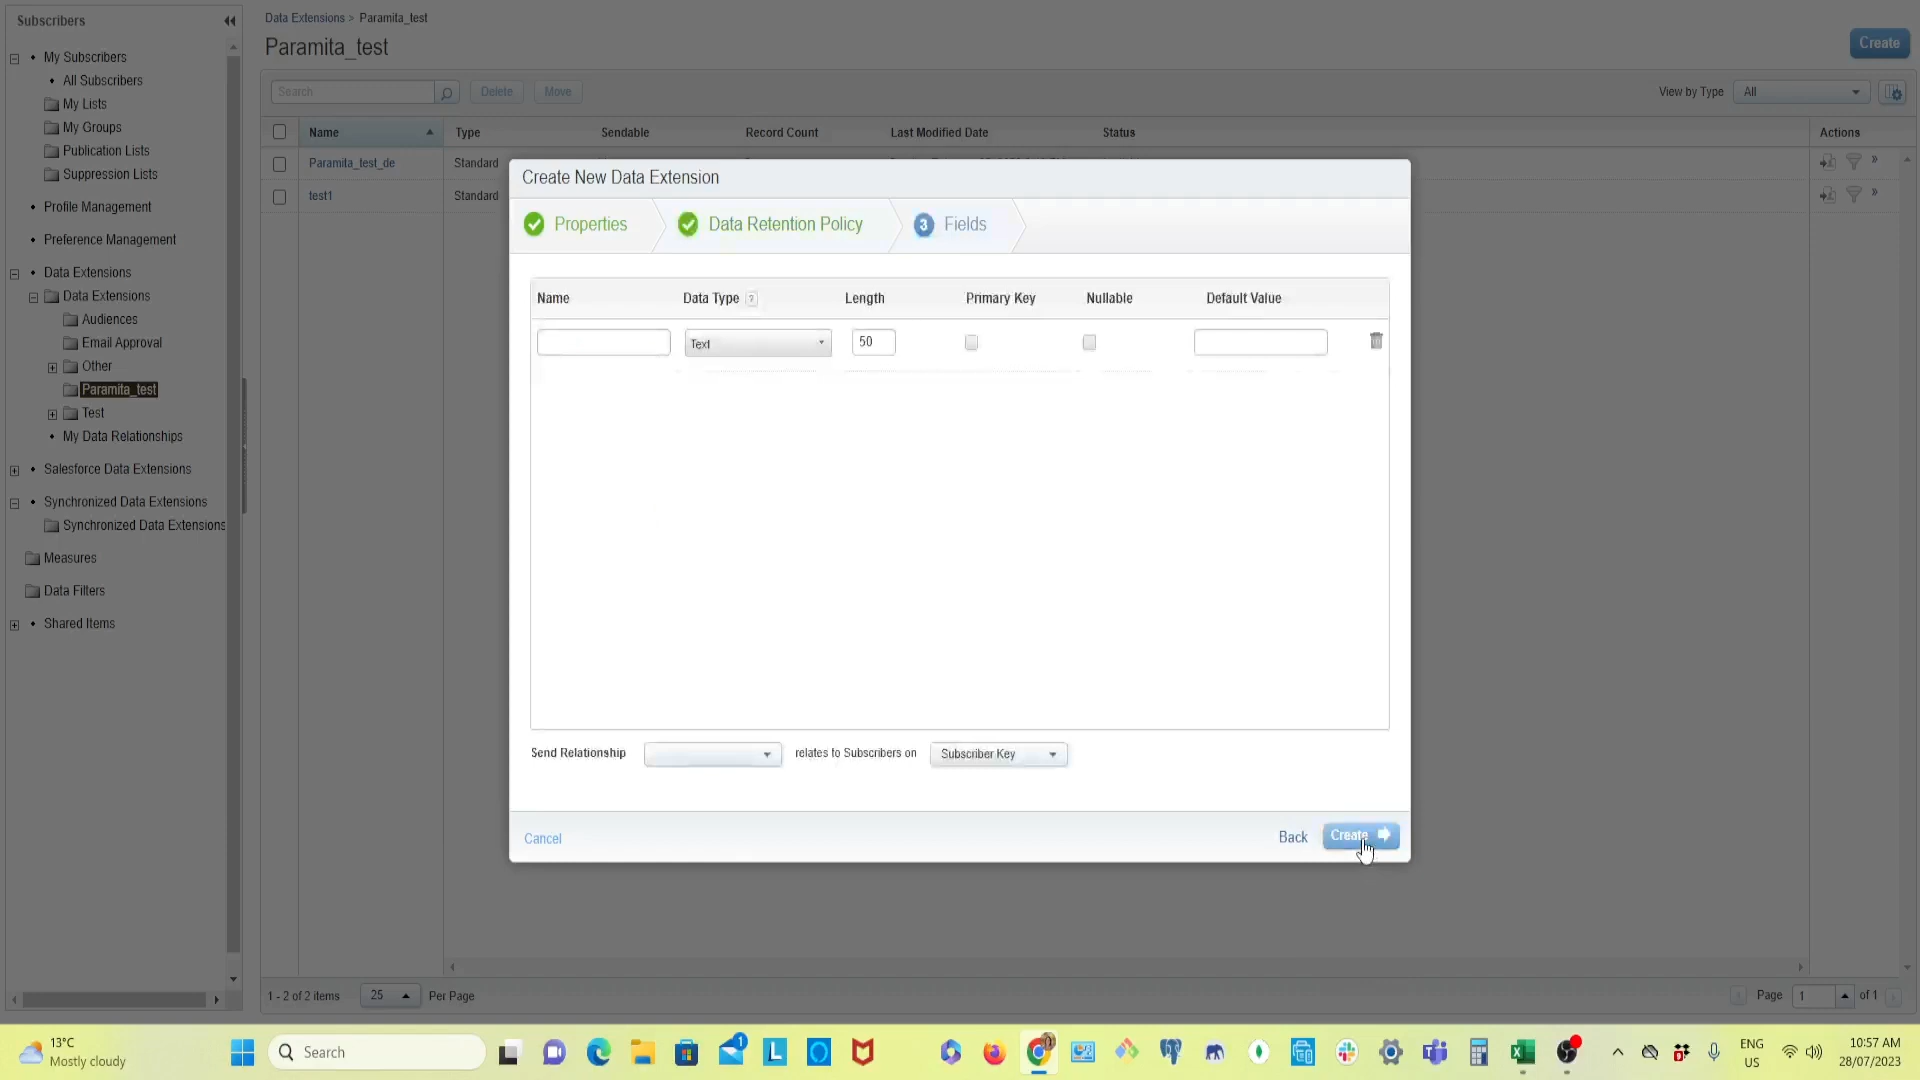 Subscribers
My Subscribers
All Subscribers
My Lists
My Groups
Publication Lists
Suppression Lists
Profile Management
Preference Management
Data Extensions
Data Extensions
Audiences
Email Approval
Other
Paramita_test
Test
My Data Relationships
Salesforce Data Extensions
Synchronized Data Extensions
Synchronized Data Extensions
Measures
Data Filters
Shared Items
Data Extensions > Paramita_test
Paramita_test
Create
Search Delete Move View by Type All
Name Type Sendable Record Count Last Modified Date Status Actions
Paramita_test_de Standard
test1 Standard
Create New Data Extension
Properties Data Retention Policy 3 Fields
Name Data Type ? Length Primary Key Nullable Default Value
Text 50
Send Relationship relates to Subscribers on Subscriber Key
Cancel Back Create
1 - 2 of 2 items 25 Per Page Page 1 of 1
13°C
Mostly cloudy
Search
1
ENG
US
10:57 AM
28/07/2023